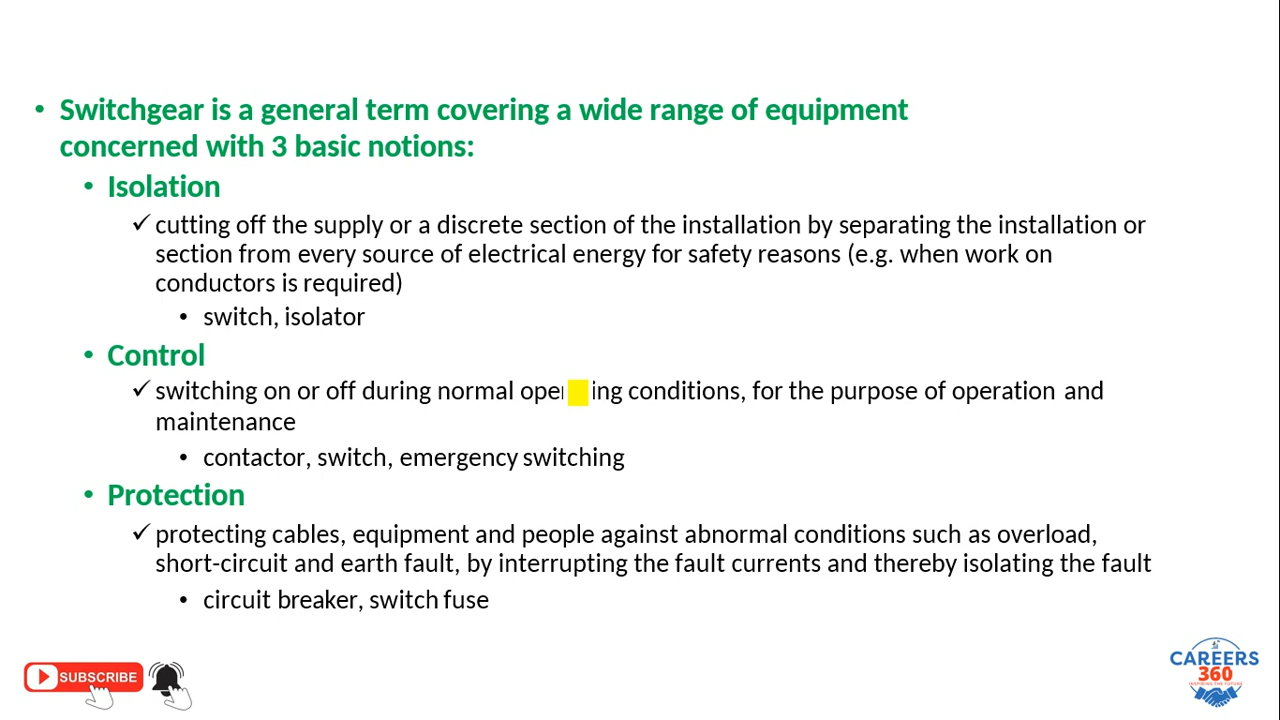 • Switchgear is a general term covering a wide range of equipment
concerned with 3 basic notions:
• Isolation
✓ cutting off the supply or a discrete section of the installation by separating the installation or
section from every source of electrical energy for safety reasons (e.g. when work on
conductors is required)
• switch, isolator
• Control
✓ switching on or off during normal conditions, for the purpose of operation and
maintenance
• contactor, switch, emergency switching
• Protection
✓ protecting cables, equipment and people against abnormal conditions such as overload,
short-circuit and earth fault, by interrupting the fault currents and thereby isolating the fault
• circuit breaker, switch fuse
SUBSCRIBE
CAREERS
360